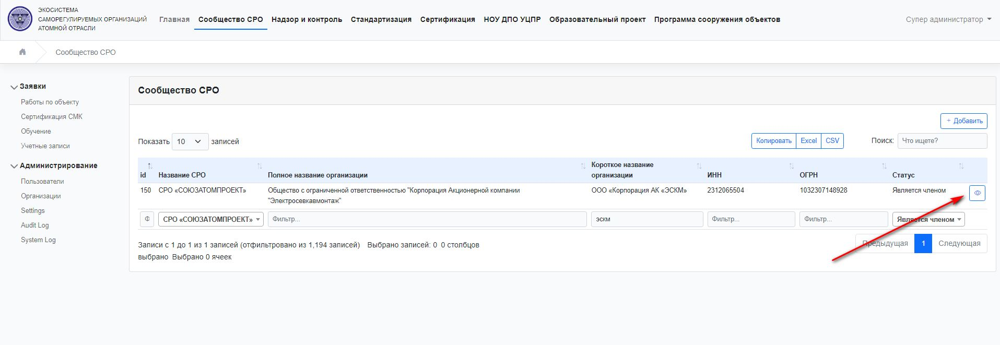 ЭКОСИСТЕМА
САМОРЕГУЛИРУЕМЫХ ОРГАНИЗАЦИЙ
АТОМНОЙ ОТРАСЛИ
Главная Сообщество СРО Надзор и контроль Стандартизация Сертификация НОУ ДПО УЦПР Образовательный проект Программа сооружения объектов Супер администратор
Сообщество СРО
Заявки
Работы по объекту
Сертификация СМК
Обучение
Учетные записи
Администрирование
Пользователи
Организации
Settings
Audit Log
System Log
Сообщество СРО
+ Добавить
Показать 10 записей Копировать Excel CSV Поиск: Что ищете?
id Название СРО Полное название организации Короткое название организации ИНН ОГРН Статус
150 СРО «СОЮЗАТОМПРОЕКТ» Общество с ограниченной ответственностью "Корпорация Акционерной компании ООО «Корпорация АК «ЭСКМ» 2312065504 1032307148928 Является членом
"Электросевкавмонтаж"
Ф СРО «СОЮЗАТОМПРОЕКТ» Фильтр... эскм Фильтр... Фильтр... Является членом
Записи с 1 до 1 из 1 записей (отфильтровано из 1,194 записей) Выбрано записей: 0 0 столбцов
выбрано Выбрано 0 ячеек
Предыдущая 1 Следующая